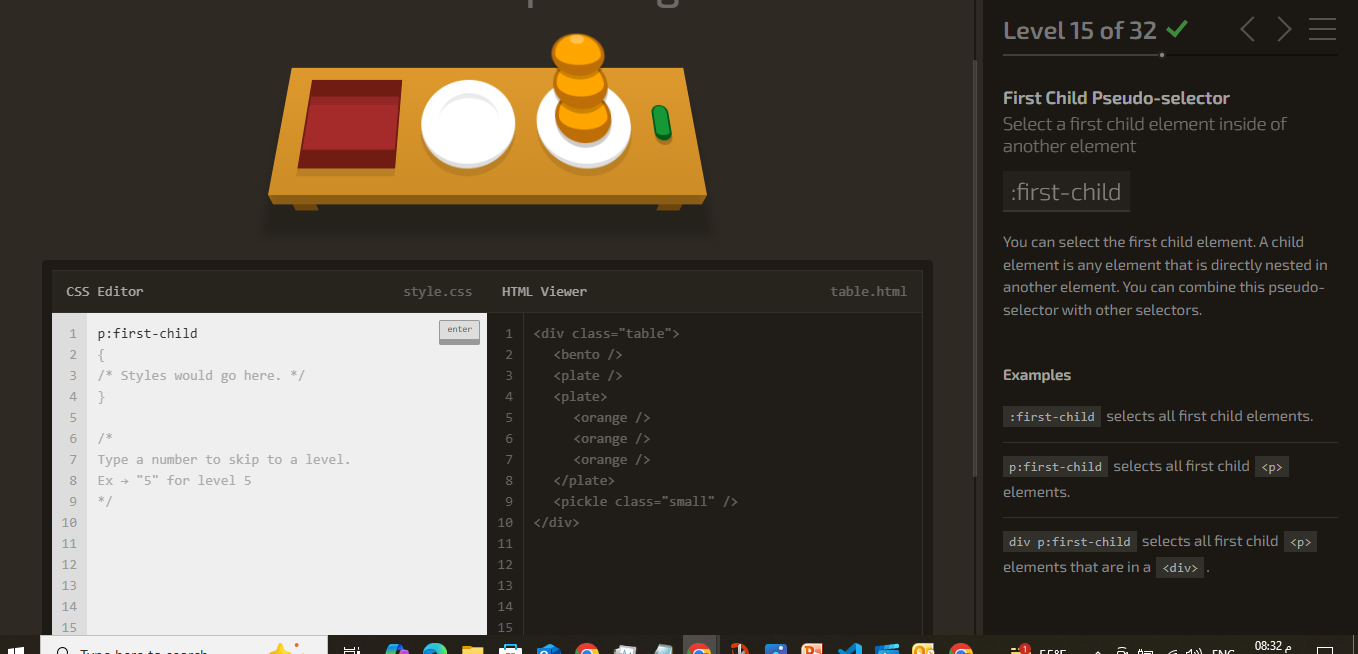 Level 15 of 32
First Child Pseudo-selector
Select a first child element inside of
another element
:first-child
You can select the first child element. A child
element is any element that is directly nested in
another element. You can combine this pseudo-
selector with other selectors.
Examples
:first-child selects all first child elements.
p:first-child selects all first child <p>
elements.
div p:first-child selects all first child <p>
elements that are in a <div> .
CSS Editor
style.css
1 p:first-child
enter
2 {
3 /* Styles would go here. */
4 }
5
6 /*
7 Type a number to skip to a level.
8 Ex → "5" for level 5
9 */
10
11
12
13
14
15
HTML Viewer
table.html
1 <div class="table">
2 <bento />
3 <plate />
4 <plate>
5 <orange />
6 <orange />
7 <orange />
8 </plate>
9 <pickle class="small" />
10 </div>
11
12
13
14
15
Type here to search
1
55°F
ENG
08:32 م